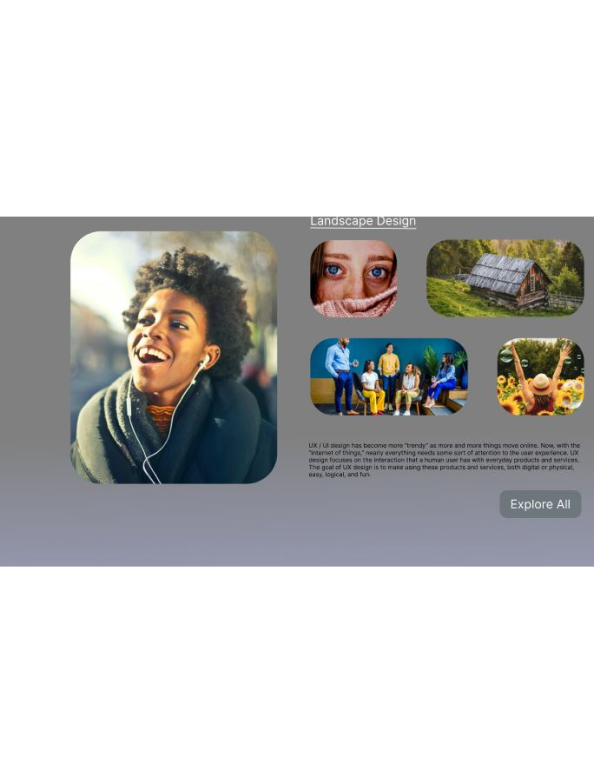 Landscape Design
UX / UI design has become more "trendy" as more and more things move online. Now, with the
"internet of things," nearly everything needs some sort of attention to the user experience. UX
design focuses on the interaction that a human user has with everyday products and services.
The goal of UX design is to make using these products and services, both digital or physical,
easy, logical, and fun.
Explore All